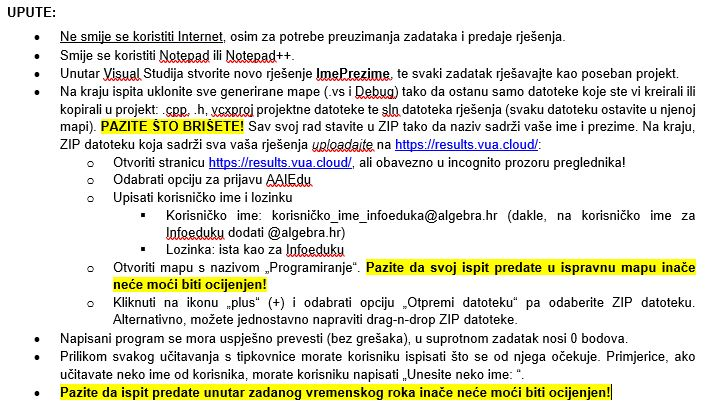 UPUTE:
• Ne smije se koristiti Internet, osim za potrebe preuzimanja zadataka i predaje rješenja.
• Smije se koristiti Notepad ili Notepad++.
• Unutar Visual Studija stvorite novo rješenje ImePrezime, te svaki zadatak rješavajte kao poseban projekt.
• Na kraju ispita uklonite sve generirane mape (.vs i Debug) tako da ostanu samo datoteke koje ste vi kreirali ili
kopirali u projekt: .cpp, .h, vcxproj projektne datoteke te sln datoteka rješenja (svaku datoteku ostavite u njenoj
mapi). PAZITE ŠTO BRIŠETE! Sav svoj rad stavite u ZIP tako da naziv sadrži vaše ime i prezime. Na kraju,
ZIP datoteku koja sadrži sva vaša rješenja uploadajte na https://results.vua.cloud/:
o Otvoriti stranicu https://results.vua.cloud/, ali obavezno u incognito prozoru preglednika!
o Odabrati opciju za prijavu AAIEdu
o Upisati korisničko ime i lozinku
▪ Korisničko ime: korisničko_ime_infoeduka@algebra.hr (dakle, na korisničko ime za
Infoeduku dodati @algebra.hr)
▪ Lozinka: ista kao za Infoeduku
o Otvoriti mapu s nazivom „Programiranje“. Pazite da svoj ispit predate u ispravnu mapu inače
neće moći biti ocijenjen!
o Kliknuti na ikonu „plus“ (+) i odabrati opciju „Otpremi datoteku“ pa odaberite ZIP datoteku.
Alternativno, možete jednostavno napraviti drag-n-drop ZIP datoteke.
• Napisani program se mora uspješno prevesti (bez grešaka), u suprotnom zadatak nosi 0 bodova.
• Prilikom svakog učitavanja s tipkovnice morate korisniku ispisati što se od njega očekuje. Primjerice, ako
učitavate neko ime od korisnika, morate korisniku napisati „Unesite neko ime: “.
• Pazite da ispit predate unutar zadanog vremenskog roka inače neće moći biti ocijenjen!